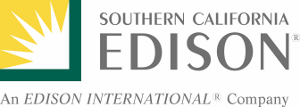 SOUTHERN CALIFORNIA
EDISON®
An EDISON INTERNATIONAL® Company